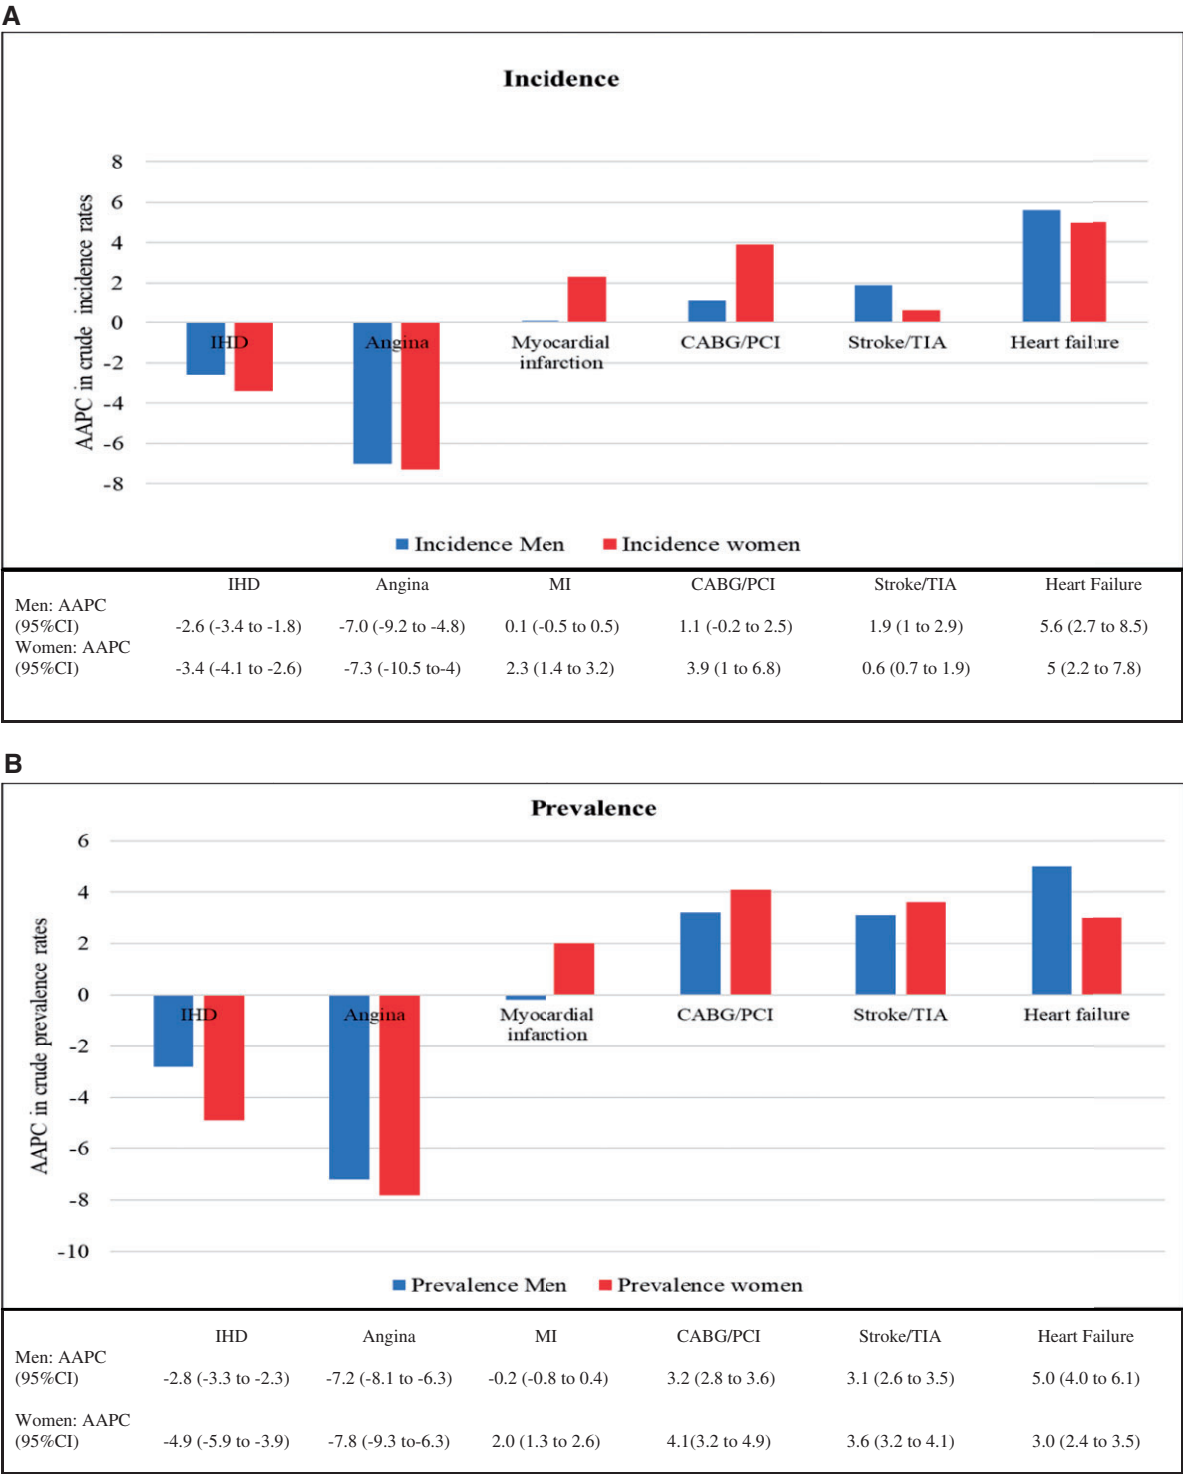 A
Incidence
8
6
4
2
0
-2
-4
-6
-8
AAPC in crude incidence rates
IHD
Angina
Myocardial
infarction
CABG/PCI
Stroke/TIA
Heart failure
Incidence Men
Incidence women
IHD Angina MI CABG/PCI Stroke/TIA Heart Failure
Men: AAPC
(95%CI) -2.6 (-3.4 to -1.8) -7.0 (-9.2 to -4.8) 0.1 (-0.5 to 0.5) 1.1 (-0.2 to 2.5) 1.9 (1 to 2.9) 5.6 (2.7 to 8.5)
Women: AAPC
(95%CI) -3.4 (-4.1 to -2.6) -7.3 (-10.5 to-4) 2.3 (1.4 to 3.2) 3.9 (1 to 6.8) 0.6 (0.7 to 1.9) 5 (2.2 to 7.8)
B
Prevalence
6
4
2
0
-2
-4
-6
-8
-10
AAPC in crude prevalence rates
IHD
Angina
Myocardial
infarction
CABG/PCI
Stroke/TIA
Heart failure
Prevalence Men
Prevalence women
IHD Angina MI CABG/PCI Stroke/TIA Heart Failure
Men: AAPC
(95%CI) -2.8 (-3.3 to -2.3) -7.2 (-8.1 to -6.3) -0.2 (-0.8 to 0.4) 3.2 (2.8 to 3.6) 3.1 (2.6 to 3.5) 5.0 (4.0 to 6.1)
Women: AAPC
(95%CI) -4.9 (-5.9 to -3.9) -7.8 (-9.3 to-6.3) 2.0 (1.3 to 2.6) 4.1(3.2 to 4.9) 3.6 (3.2 to 4.1) 3.0 (2.4 to 3.5)